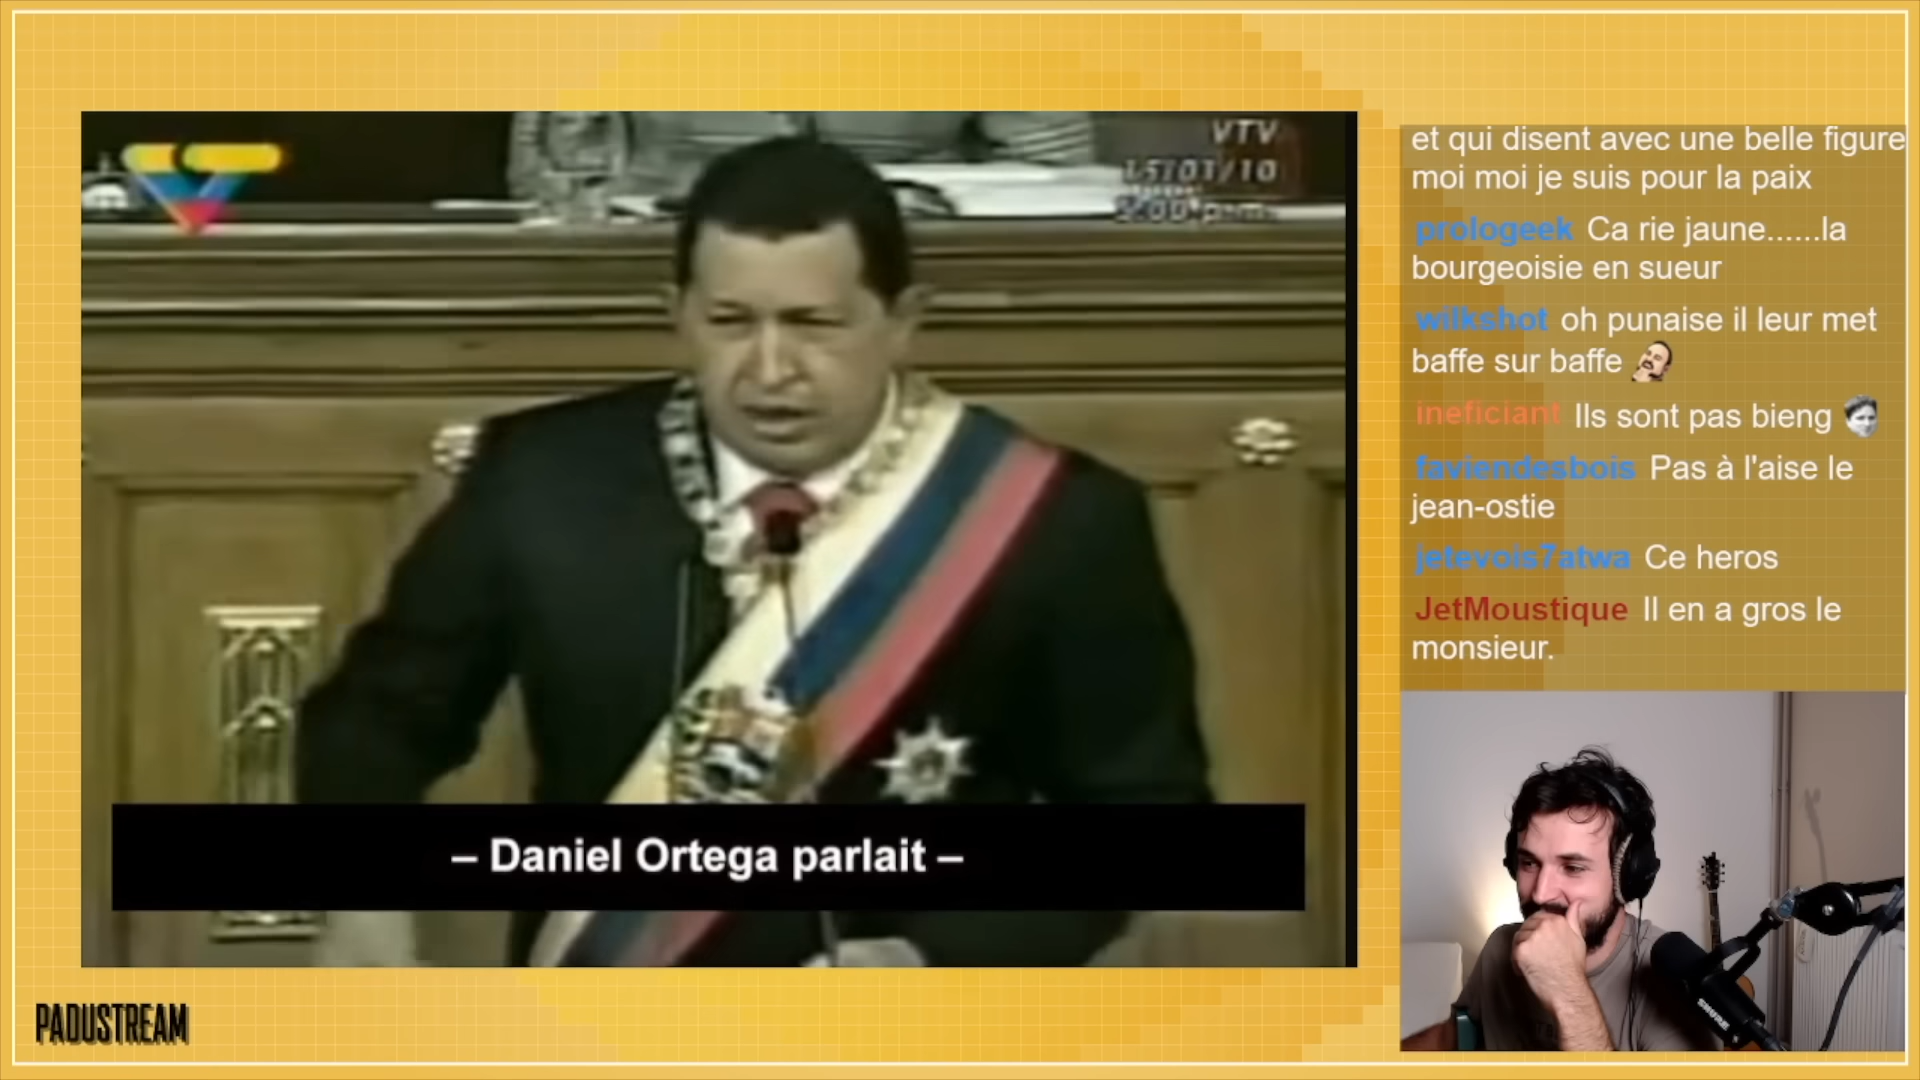 VTV
15/01/10
5:00 p.m.
– Daniel Ortega parlait –
et qui disent avec une belle figure
moi moi je suis pour la paix
prologeek Ca rie jaune......la
bourgeoisie en sueur
wilkshot oh punaise il leur met
baffe sur baffe
ineficiant Ils sont pas bieng
faviendesbois Pas à l'aise le
jean-ostie
jetevois7atwa Ce heros
JetMoustique Il en a gros le
monsieur.
SHURE
PADUSTREAM